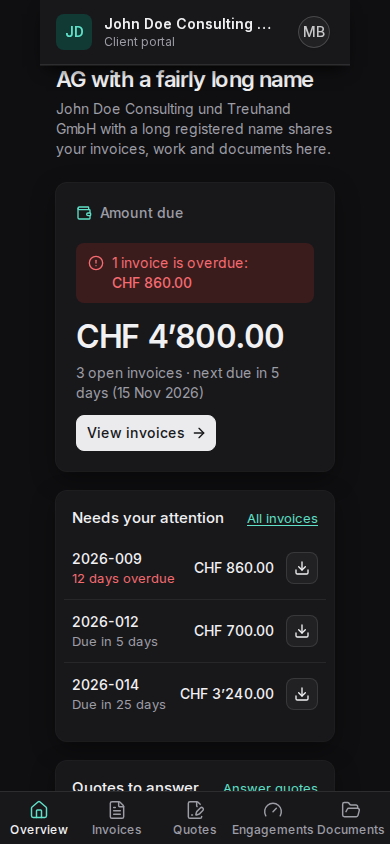 JD
John Doe Consulting ...
Client portal
MB
AG with a fairly long name
John Doe Consulting und Treuhand
GmbH with a long registered name shares
your invoices, work and documents here.
Amount due
1 invoice is overdue:
CHF 860.00
CHF 4’800.00
3 open invoices · next due in 5
days (15 Nov 2026)
View invoices
Needs your attention
All invoices
2026-009
12 days overdue
CHF 860.00
2026-012
Due in 5 days
CHF 700.00
2026-014
Due in 25 days
CHF 3’240.00
Quotes to answer
Answer quotes
Overview
Invoices
Quotes
Engagements
Documents